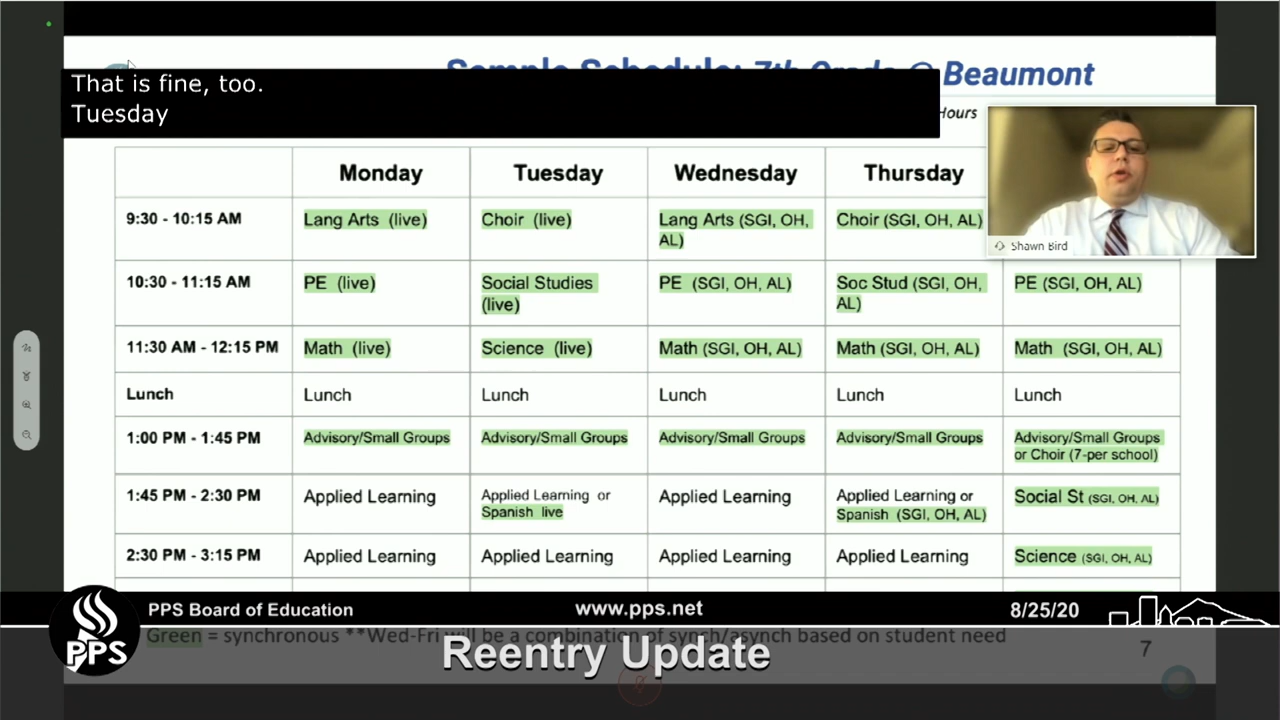 Sample Schedule: 7th Grade @ Beaumont
That is fine, too.
Tuesday
Hours
Shawn Bird
Monday Tuesday Wednesday Thursday
9:30 - 10:15 AM Lang Arts (live) Choir (live) Lang Arts (SGI, OH, AL) Choir (SGI, OH, AL)
10:30 - 11:15 AM PE (live) Social Studies (live) PE (SGI, OH, AL) Soc Stud (SGI, OH, AL) PE (SGI, OH, AL)
11:30 AM - 12:15 PM Math (live) Science (live) Math (SGI, OH, AL) Math (SGI, OH, AL) Math (SGI, OH, AL)
Lunch Lunch Lunch Lunch Lunch Lunch
1:00 PM - 1:45 PM Advisory/Small Groups Advisory/Small Groups Advisory/Small Groups Advisory/Small Groups Advisory/Small Groups or Choir (7-per school)
1:45 PM - 2:30 PM Applied Learning Applied Learning or Spanish live Applied Learning Applied Learning or Spanish (SGI, OH, AL) Social St (SGI, OH, AL)
2:30 PM - 3:15 PM Applied Learning Applied Learning Applied Learning Applied Learning Science (SGI, OH, AL)
PPS Board of Education www.pps.net 8/25/20
Green = synchronous **Wed-Fri will be a combination of synch/asynch based on student need
PPS
Reentry Update
7